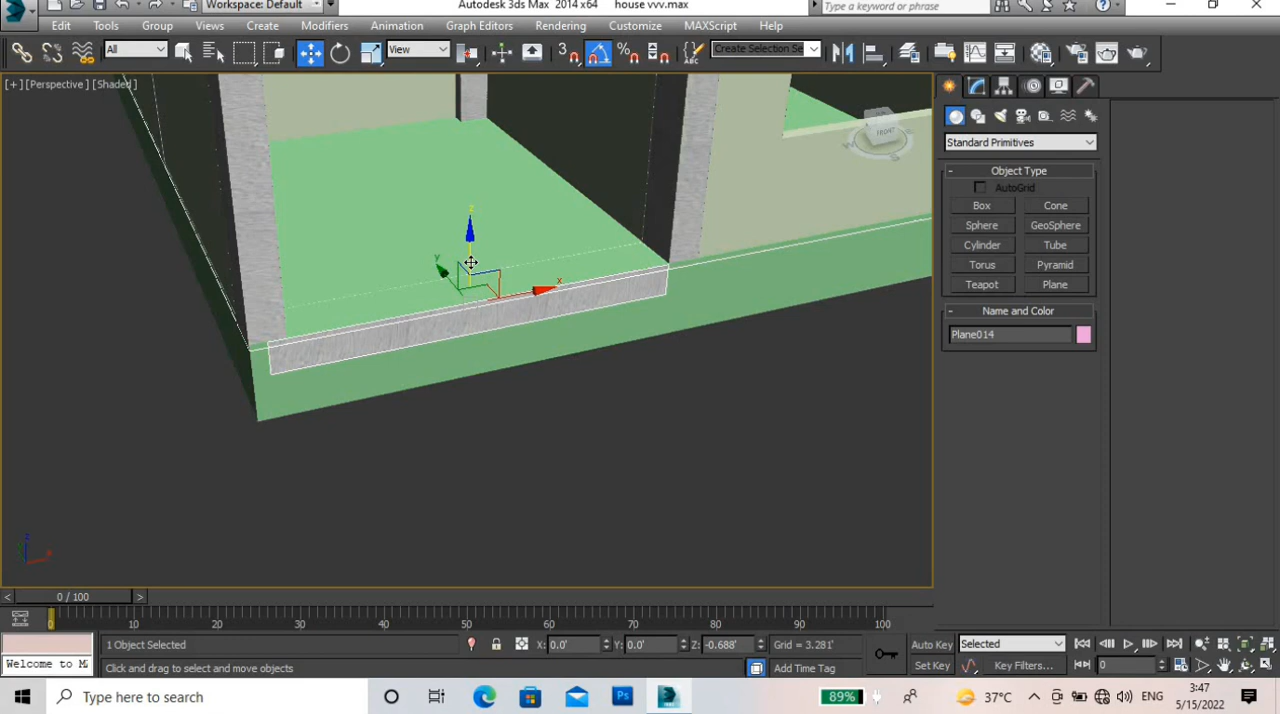 Workspace: Default
Autodesk 3ds Max 2014 x64 house vvv.max
Type a keyword or phrase
Edit Tools Group Views Create Modifiers Animation Graph Editors Rendering Customize MAXScript Help
All View Create Selection Se
[+] [Perspective] [Shaded]
FRONT
z
y
x
Standard Primitives
- Object Type
AutoGrid
Box Cone
Sphere GeoSphere
Cylinder Tube
Torus Pyramid
Teapot Plane
- Name and Color
Plane014
z
x
< 0 / 100 >
0 10 20 30 40 50 60 70 80 90 100
1 Object Selected X: 0.0' Y: 0.0' Z: -0.688' Grid = 3.281' Auto Key Selected
Welcome to M Click and drag to select and move objects Add Time Tag Set Key Key Filters... 0
Type here to search 89% 37°C ENG 3:47
5/15/2022